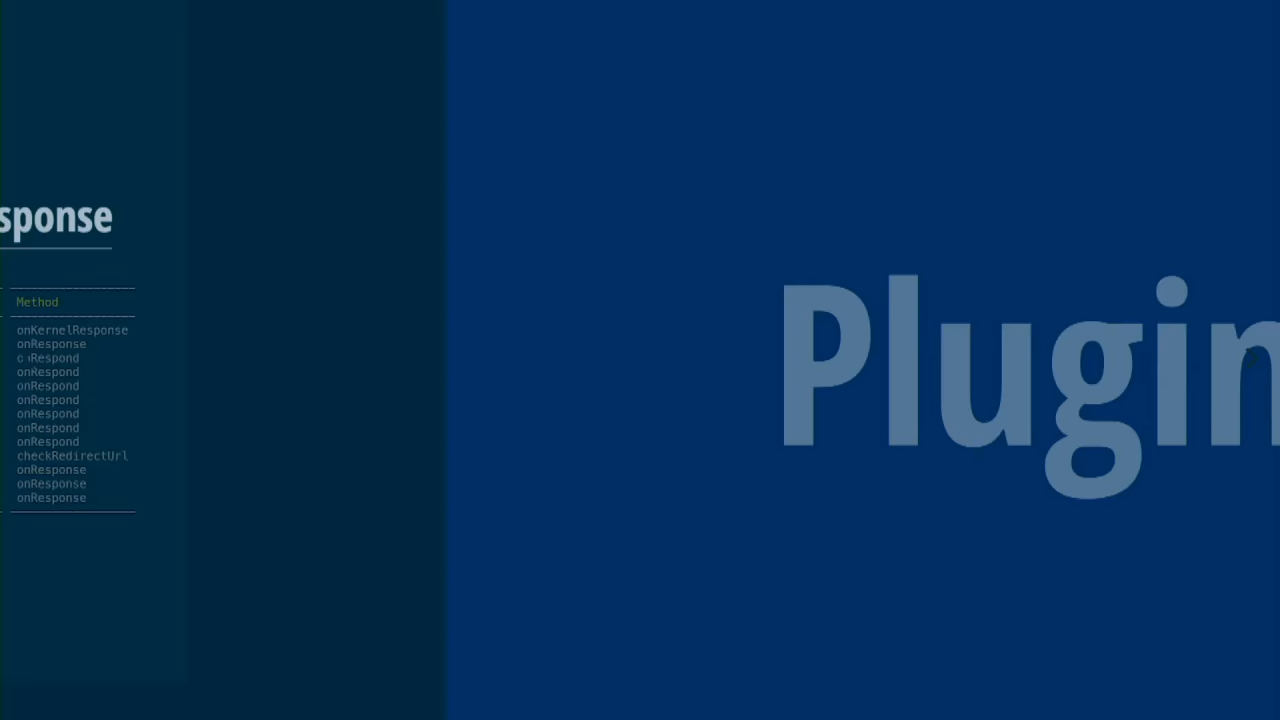 sponse
Method
onKernelResponse
onResponse
onRespond
onRespond
onRespond
onRespond
onRespond
onRespond
onRespond
checkRedirectUrl
onResponse
onResponse
onResponse
Plugin